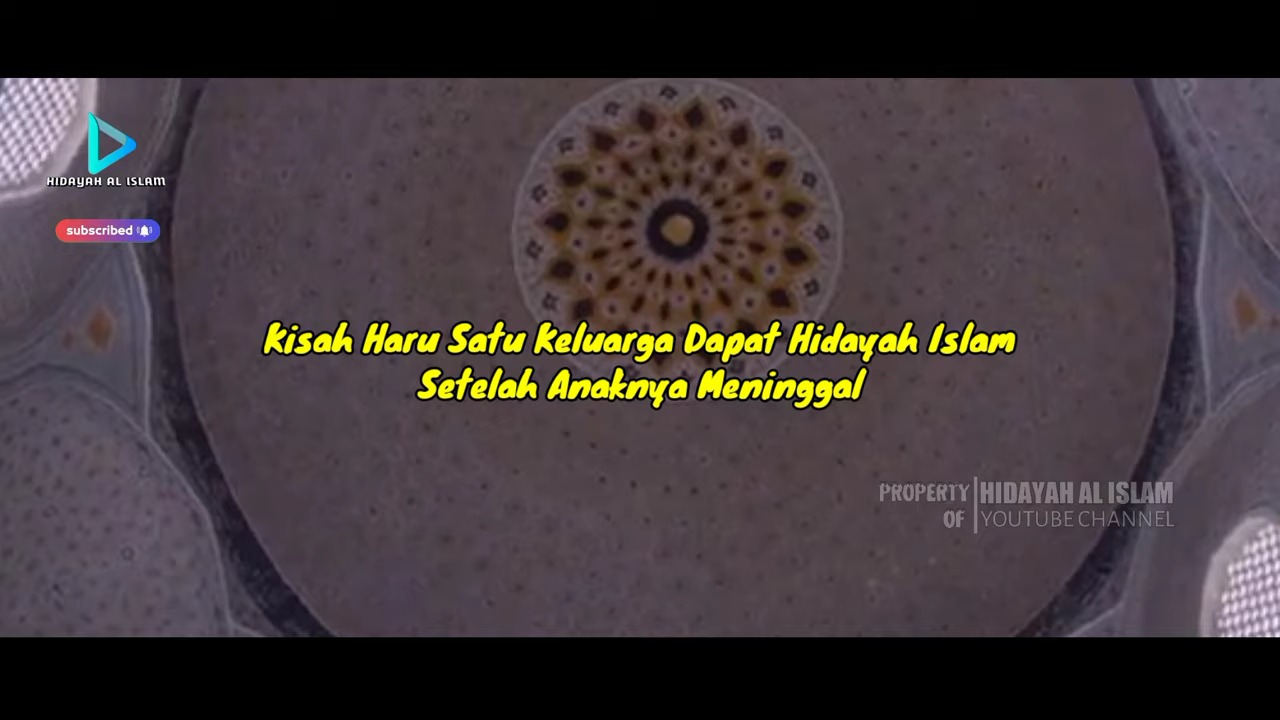 HIDAYAH AL ISLAM
subscribed
Kisah Haru Satu Keluarga Dapat Hidayah Islam
Setelah Anaknya Meninggal
PROPERTY OF
HIDAYAH AL ISLAM
YOUTUBE CHANNEL